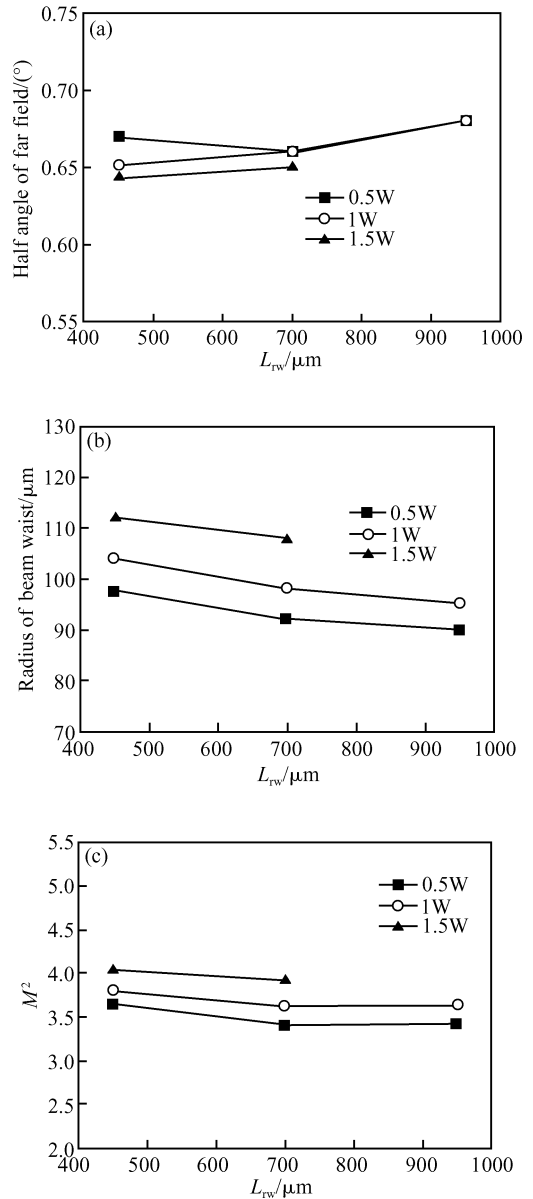 (a)
0.75
0.70
0.65
0.60
0.55
Half angle of far field/(°)
0.5W
1W
1.5W
400 500 600 700 800 900 1000
L_rw/μm
(b)
130
120
110
100
90
80
70
Radius of beam waist/μm
0.5W
1W
1.5W
400 500 600 700 800 900 1000
L_rw/μm
(c)
5.5
5.0
4.5
4.0
3.5
3.0
2.5
2.0
M²
0.5W
1W
1.5W
400 500 600 700 800 900 1000
L_rw/μm